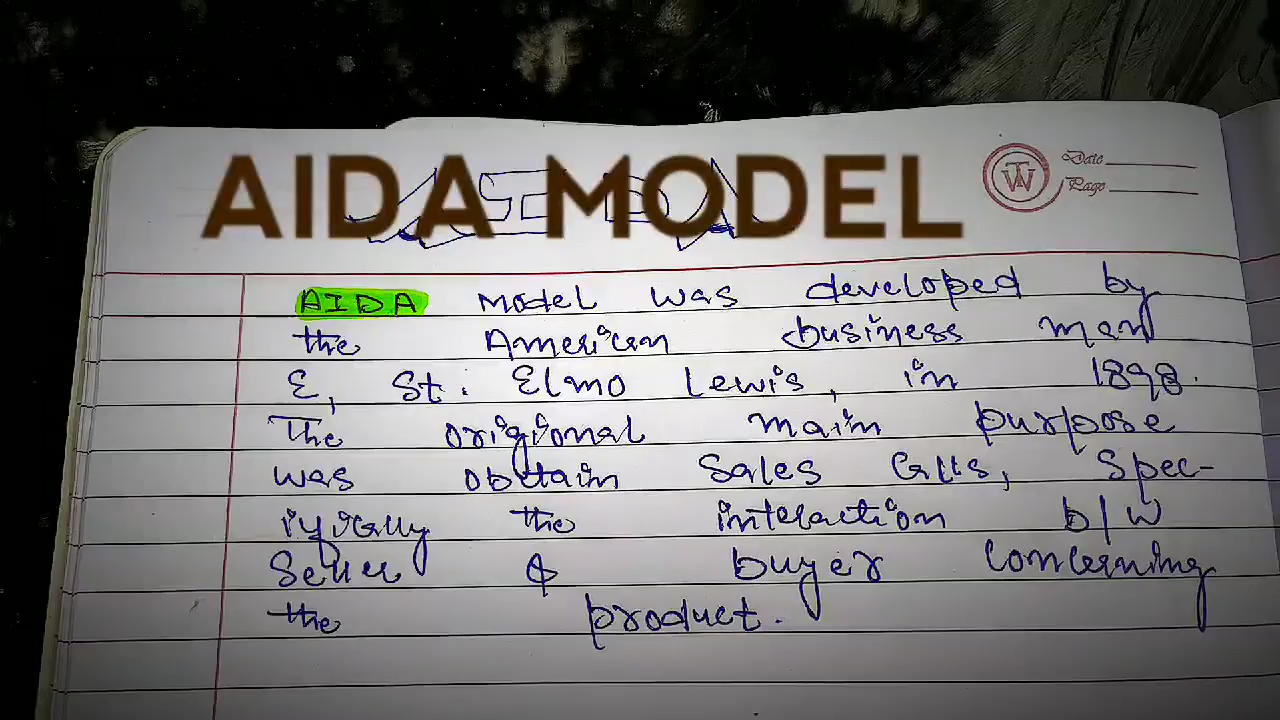 AIDA MODEL
Date
Page
AIDA Model was developed by
the American business man
E, St. Elmo Lewis, in 1898.
The original main purpose
was obtain Sales Calls, Spec-
ifically the interaction b/w
Seller & buyer concerning
the product.